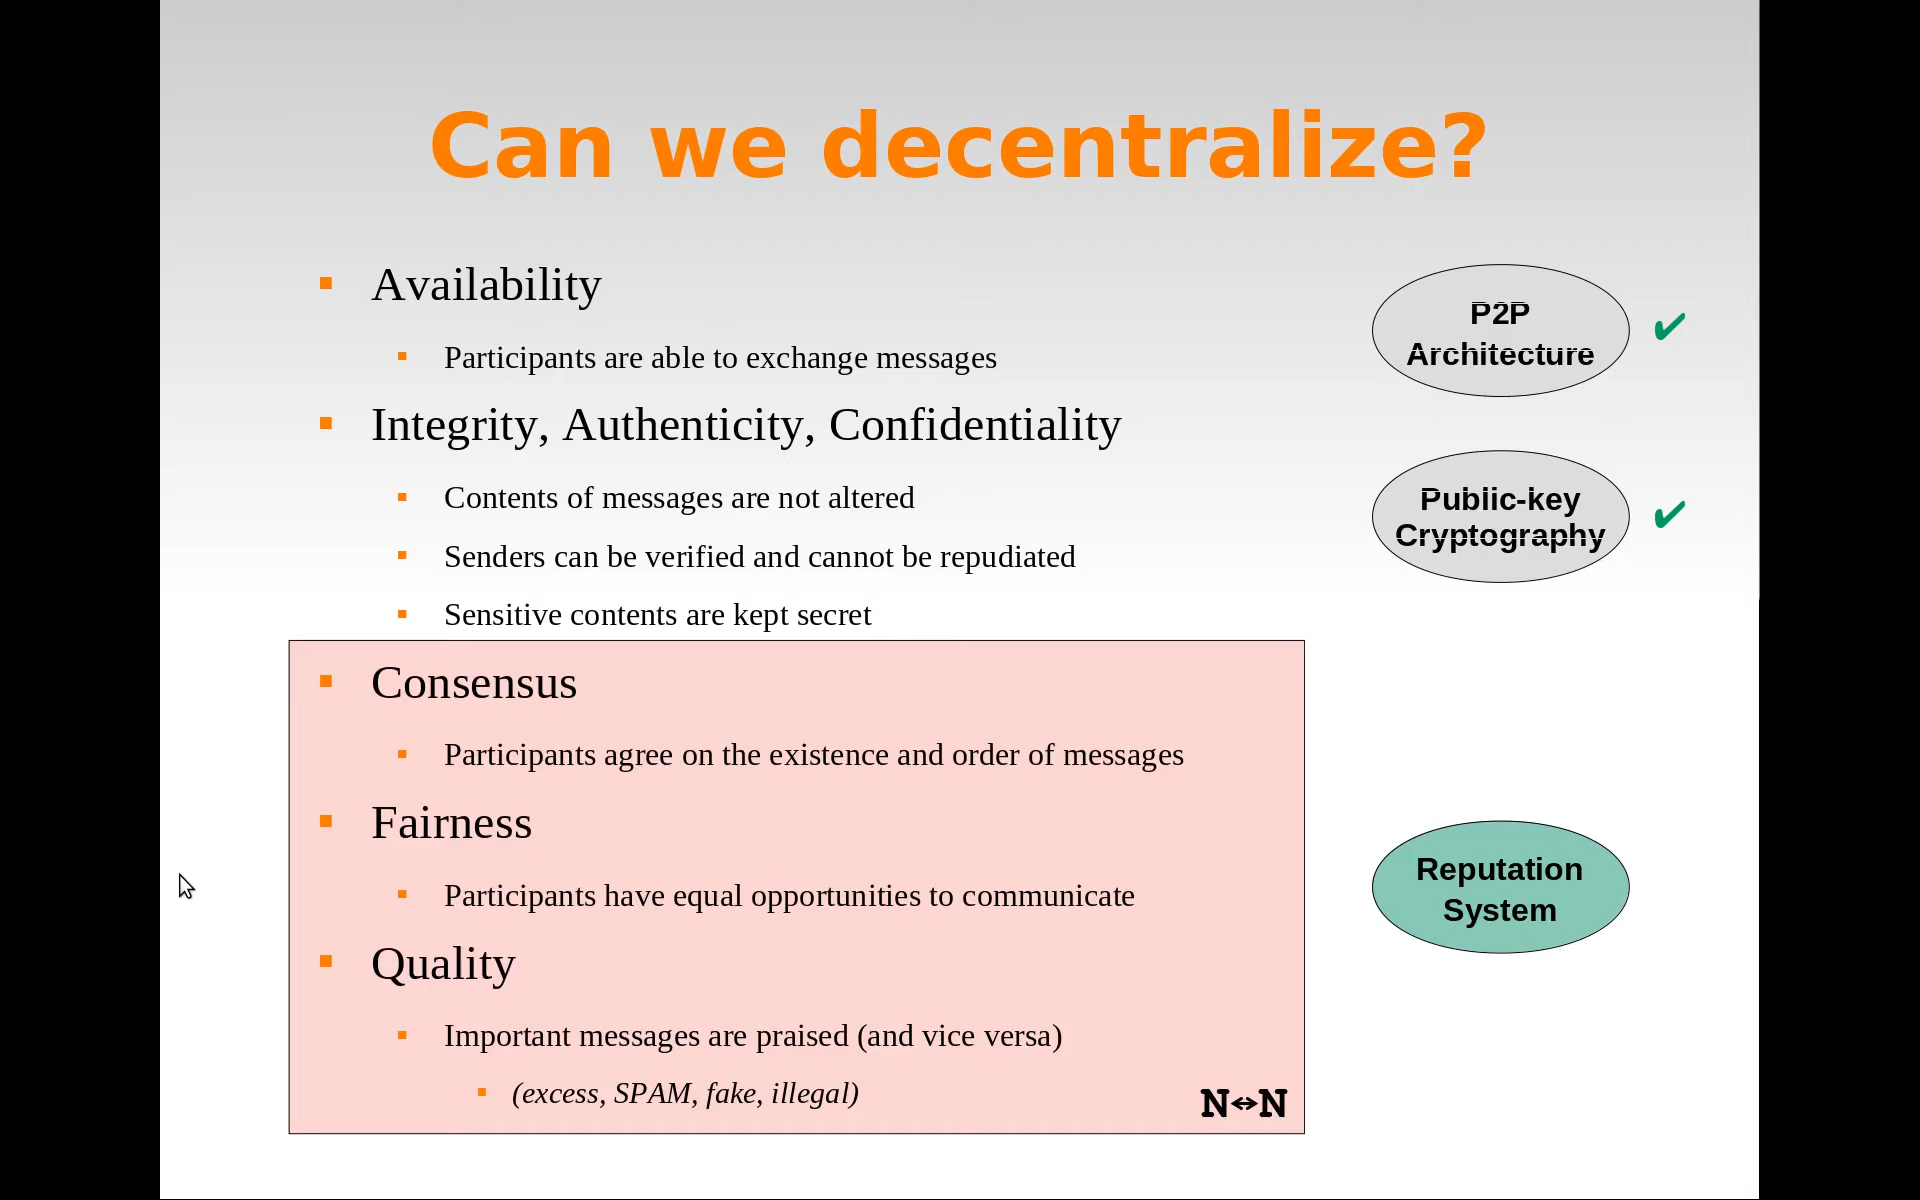 Can we decentralize?
Availability
Participants are able to exchange messages
Integrity, Authenticity, Confidentiality
Contents of messages are not altered
Senders can be verified and cannot be repudiated
Sensitive contents are kept secret
Consensus
Participants agree on the existence and order of messages
Fairness
Participants have equal opportunities to communicate
Quality
Important messages are praised (and vice versa)
(excess, SPAM, fake, illegal)
N↔N
P2P
Architecture
✔
Public-key
Cryptography
✔
Reputation
System